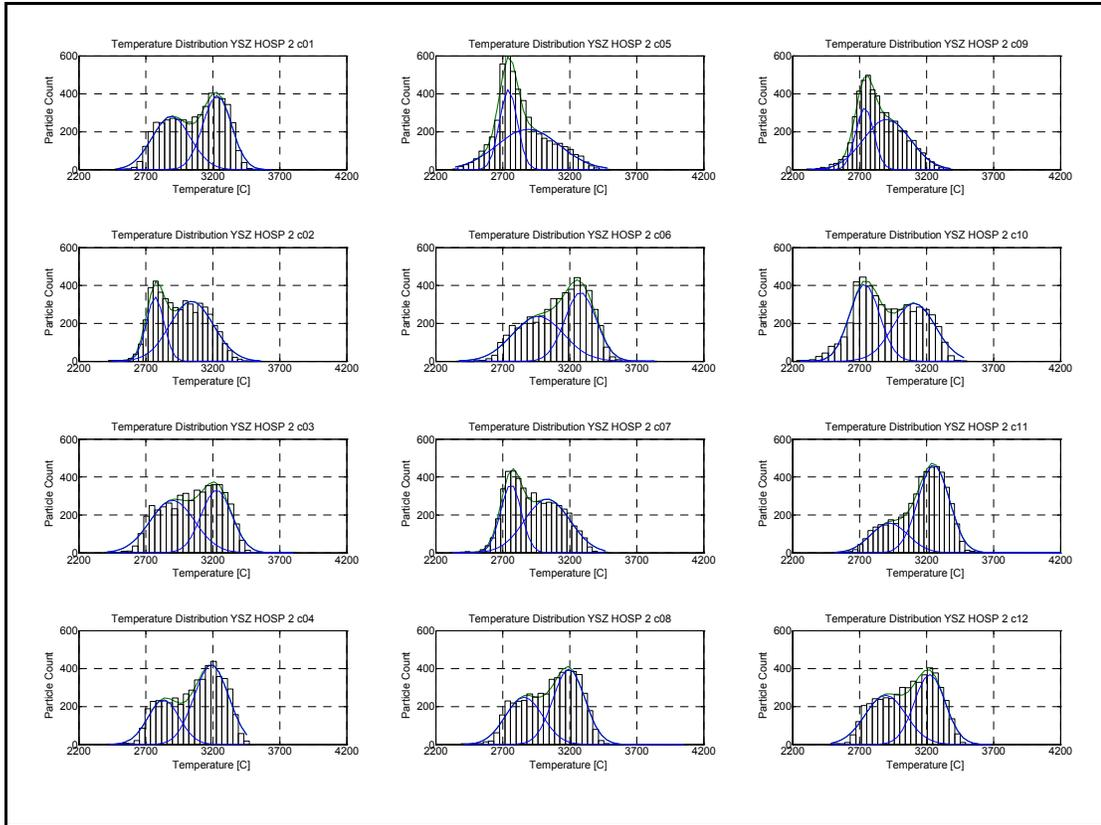 Temperature Distribution YSZ HOSP 2 c01
600
400
200
0
Particle Count
2200 2700 3200 3700 4200
Temperature [C]
Temperature Distribution YSZ HOSP 2 c05
600
400
200
0
Particle Count
2200 2700 3200 3700 4200
Temperature [C]
Temperature Distribution YSZ HOSP 2 c09
600
400
200
0
Particle Count
2200 2700 3200 3700 4200
Temperature [C]
Temperature Distribution YSZ HOSP 2 c02
600
400
200
0
Particle Count
2200 2700 3200 3700 4200
Temperature [C]
Temperature Distribution YSZ HOSP 2 c06
600
400
200
0
Particle Count
2200 2700 3200 3700 4200
Temperature [C]
Temperature Distribution YSZ HOSP 2 c10
600
400
200
0
Particle Count
2200 2700 3200 3700 4200
Temperature [C]
Temperature Distribution YSZ HOSP 2 c03
600
400
200
0
Particle Count
2200 2700 3200 3700 4200
Temperature [C]
Temperature Distribution YSZ HOSP 2 c07
600
400
200
0
Particle Count
2200 2700 3200 3700 4200
Temperature [C]
Temperature Distribution YSZ HOSP 2 c11
600
400
200
0
Particle Count
2200 2700 3200 3700 4200
Temperature [C]
Temperature Distribution YSZ HOSP 2 c04
600
400
200
0
Particle Count
2200 2700 3200 3700 4200
Temperature [C]
Temperature Distribution YSZ HOSP 2 c08
600
400
200
0
Particle Count
2200 2700 3200 3700 4200
Temperature [C]
Temperature Distribution YSZ HOSP 2 c12
600
400
200
0
Particle Count
2200 2700 3200 3700 4200
Temperature [C]